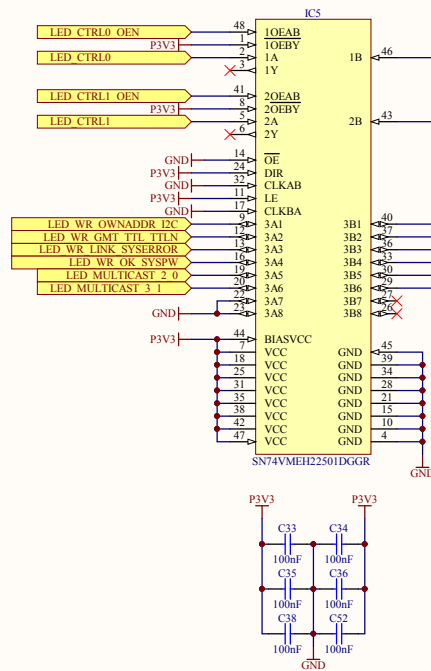 IC5
LED_CTRL0_OEN 48 1OEAB
P3V3 1 1OEBY
LED_CTRL0 2 1A 1B 46
3 1Y
LED_CTRL1_OEN 41 2OEAB
P3V3 8 2OEBY
LED_CTRL1 5 2A 2B 43
6 2Y
GND 14 OE
P3V3 24 DIR
GND 32 CLKAB
P3V3 11 LE
GND 17 CLKBA
LED_WR_OWNADDR_I2C 9 3A1 3B1 40
LED_WR_GMT_TTL_TTLN 12 3A2 3B2 37
LED_WR_LINK_SYSERROR 13 3A3 3B3 36
LED_WR_OK_SYSPW 16 3A4 3B4 33
LED_MULTICAST_2_0 19 3A5 3B5 30
LED_MULTICAST_3_1 20 3A6 3B6 29
22 3A7 3B7 27
GND 23 3A8 3B8 26
P3V3 44 BIASVCC
7 VCC GND 45
18 VCC GND 39
25 VCC GND 34
31 VCC GND 28
35 VCC GND 21
38 VCC GND 15
42 VCC GND 10
47 VCC GND 4
SN74VMEH22501DGGR
GND
P3V3 P3V3
C33 C34
100nF 100nF
C35 C36
100nF 100nF
C38 C52
100nF 100nF
GND